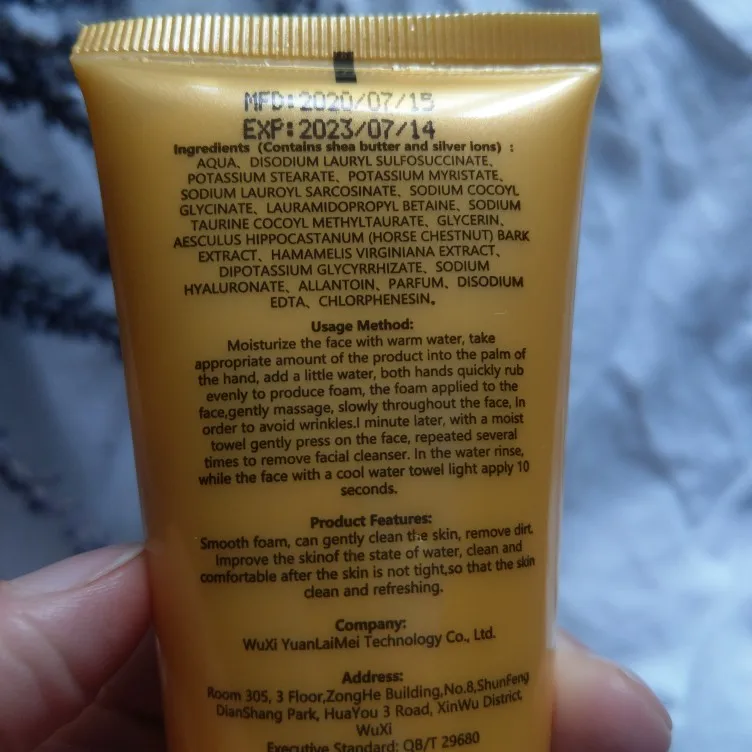 MFD:2020/07/15
EXP:2023/07/14
Ingredients (Contains shea butter and silver ions) :
AQUA、DISODIUM LAURYL SULFOSUCCINATE、
POTASSIUM STEARATE、POTASSIUM MYRISTATE、
SODIUM LAUROYL SARCOSINATE、SODIUM COCOYL
GLYCINATE、LAURAMIDOPROPYL BETAINE、SODIUM
TAURINE COCOYL METHYLTAURATE、GLYCERIN、
AESCULUS HIPPOCASTANUM (HORSE CHESTNUT) BARK
EXTRACT、HAMAMELIS VIRGINIANA EXTRACT、
DIPOTASSIUM GLYCYRRHIZATE、SODIUM
HYALURONATE、ALLANTOIN、PARFUM、DISODIUM
EDTA、CHLORPHENESIN。
Usage Method:
Moisturize the face with warm water, take
appropriate amount of the product into the palm of
the hand, add a little water, both hands quickly rub
evenly to produce foam, the foam applied to the
face,gently massage, slowly throughout the face, in
order to avoid wrinkles.I minute later, with a moist
towel gently press on the face, repeated several
times to remove facial cleanser. In the water rinse,
while the face with a cool water towel light apply 10
seconds.
Product Features:
Smooth foam, can gently clean the skin, remove dirt.
Improve the skinof the state of water, clean and
comfortable after the skin is not tight,so that the skin
clean and refreshing.
Company:
WuXi YuanLaiMei Technology Co., Ltd.
Address:
Room 305, 3 Floor,ZongHe Building,No.8,ShunFeng
DianShang Park, HuaYou 3 Road, XinWu District,
WuXi
Executive Standard: QB/T 29680